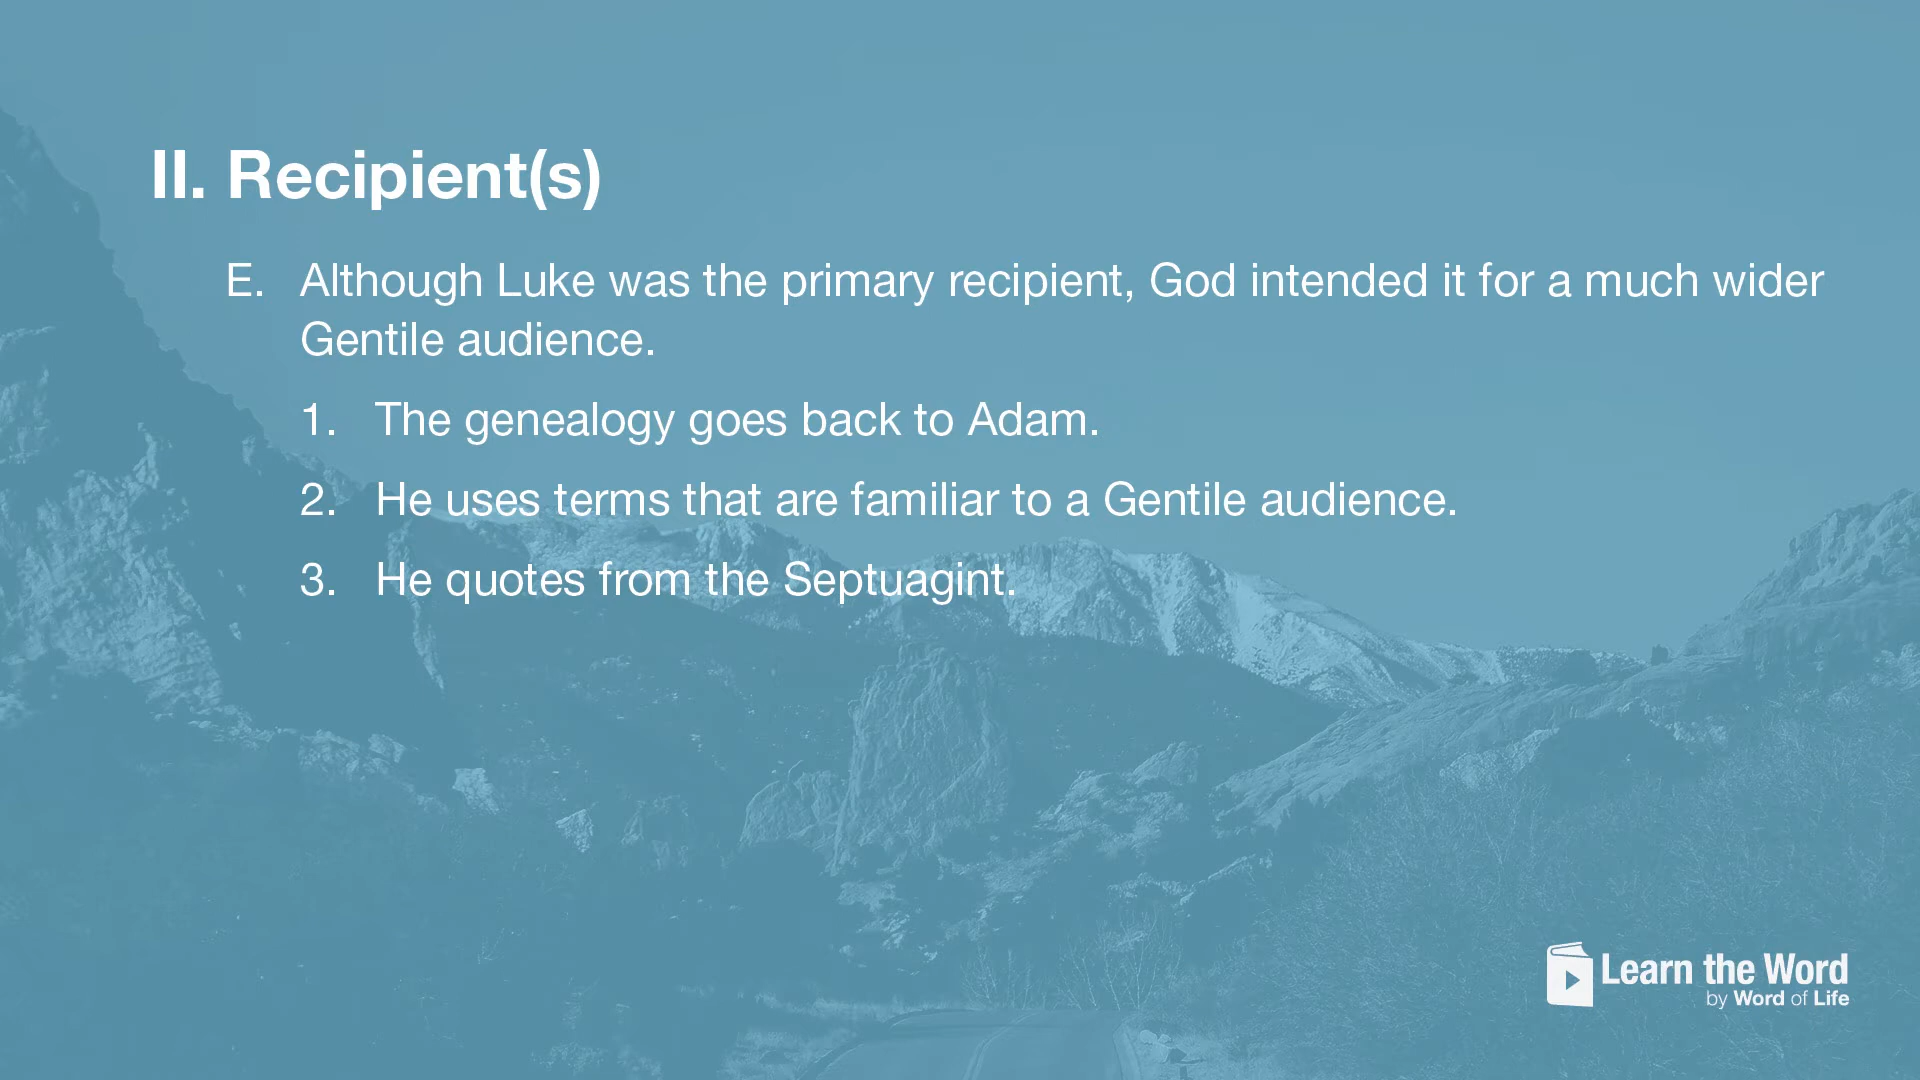 II. Recipient(s)
E. Although Luke was the primary recipient, God intended it for a much wider
Gentile audience.
1. The genealogy goes back to Adam.
2. He uses terms that are familiar to a Gentile audience.
3. He quotes from the Septuagint.
Learn the Word
by Word of Life